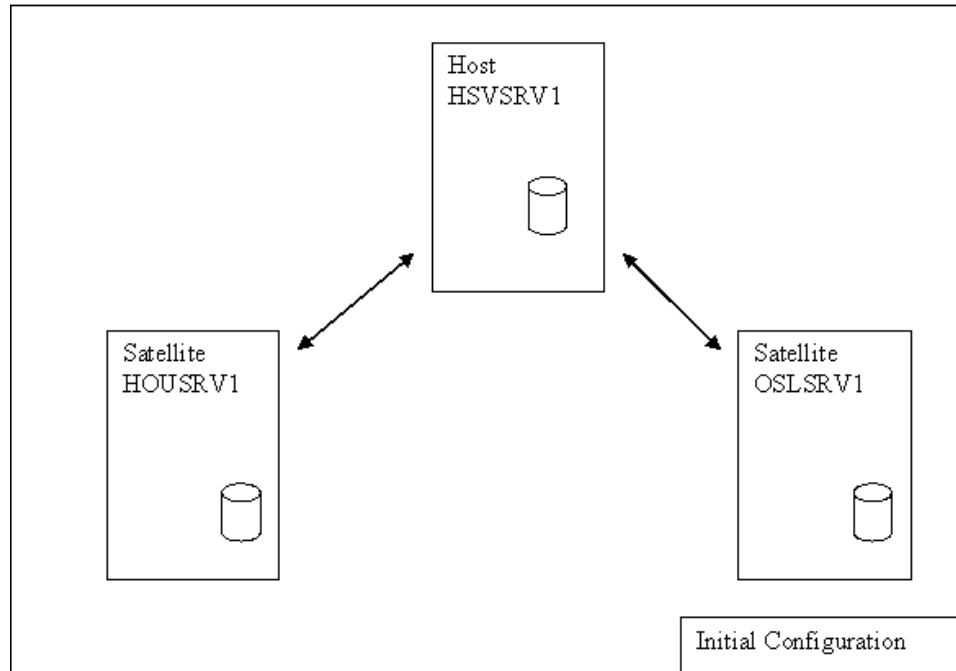 Host
HSVSRV1
Satellite
HOUSRV1
Satellite
OSLSRV1
Initial Configuration